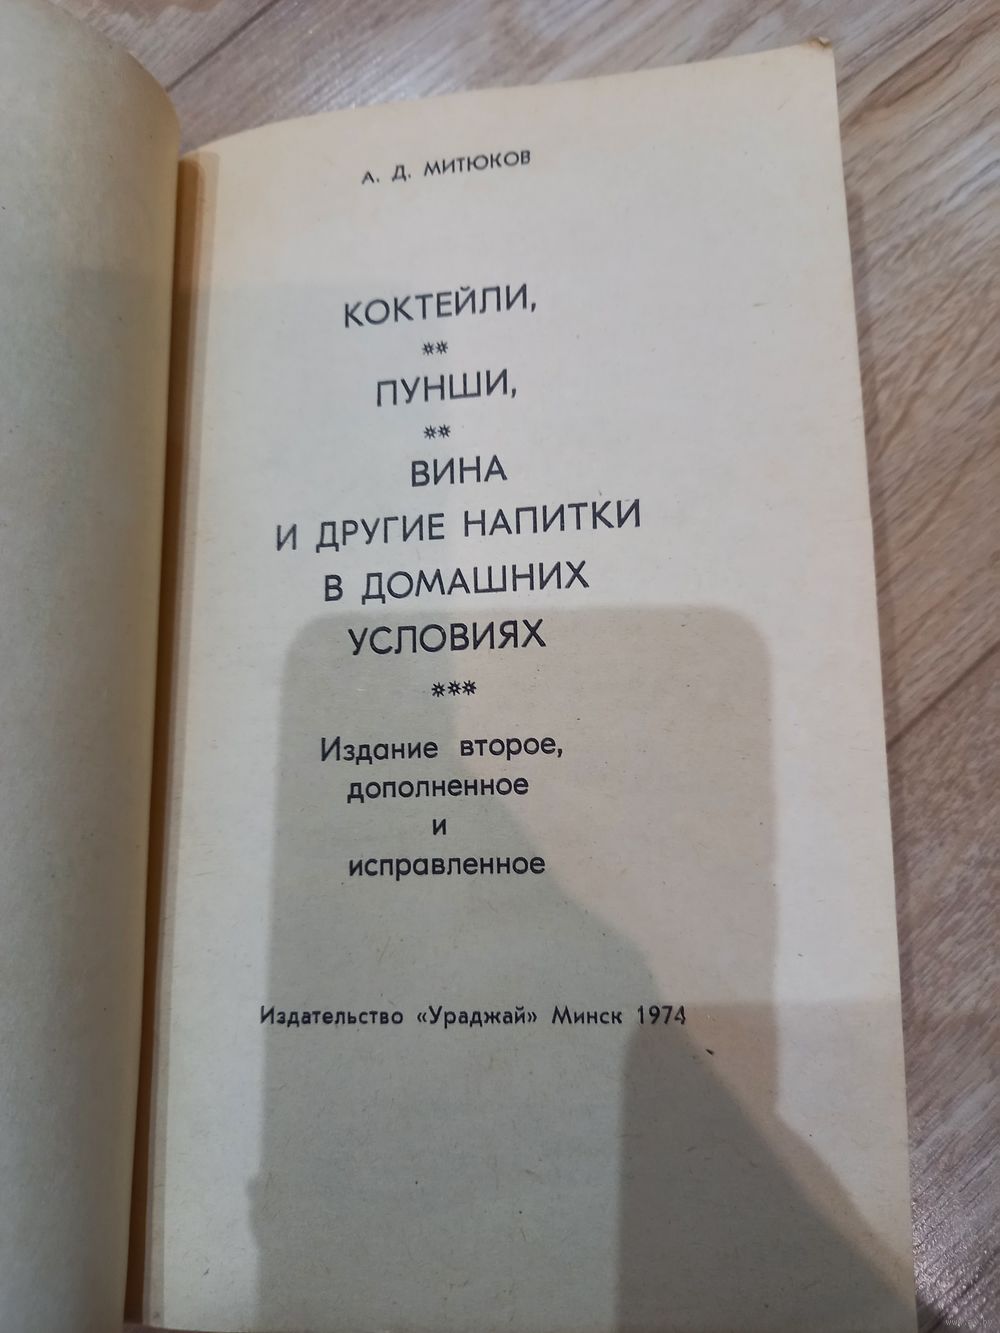 А. Д. МИТЮКОВ
КОКТЕЙЛИ,
**
ПУНШИ,
**
ВИНА
И ДРУГИЕ НАПИТКИ
В ДОМАШНИХ
УСЛОВИЯХ
***
Издание второе,
дополненное
и
исправленное
Издательство «Ураджай» Минск 1974